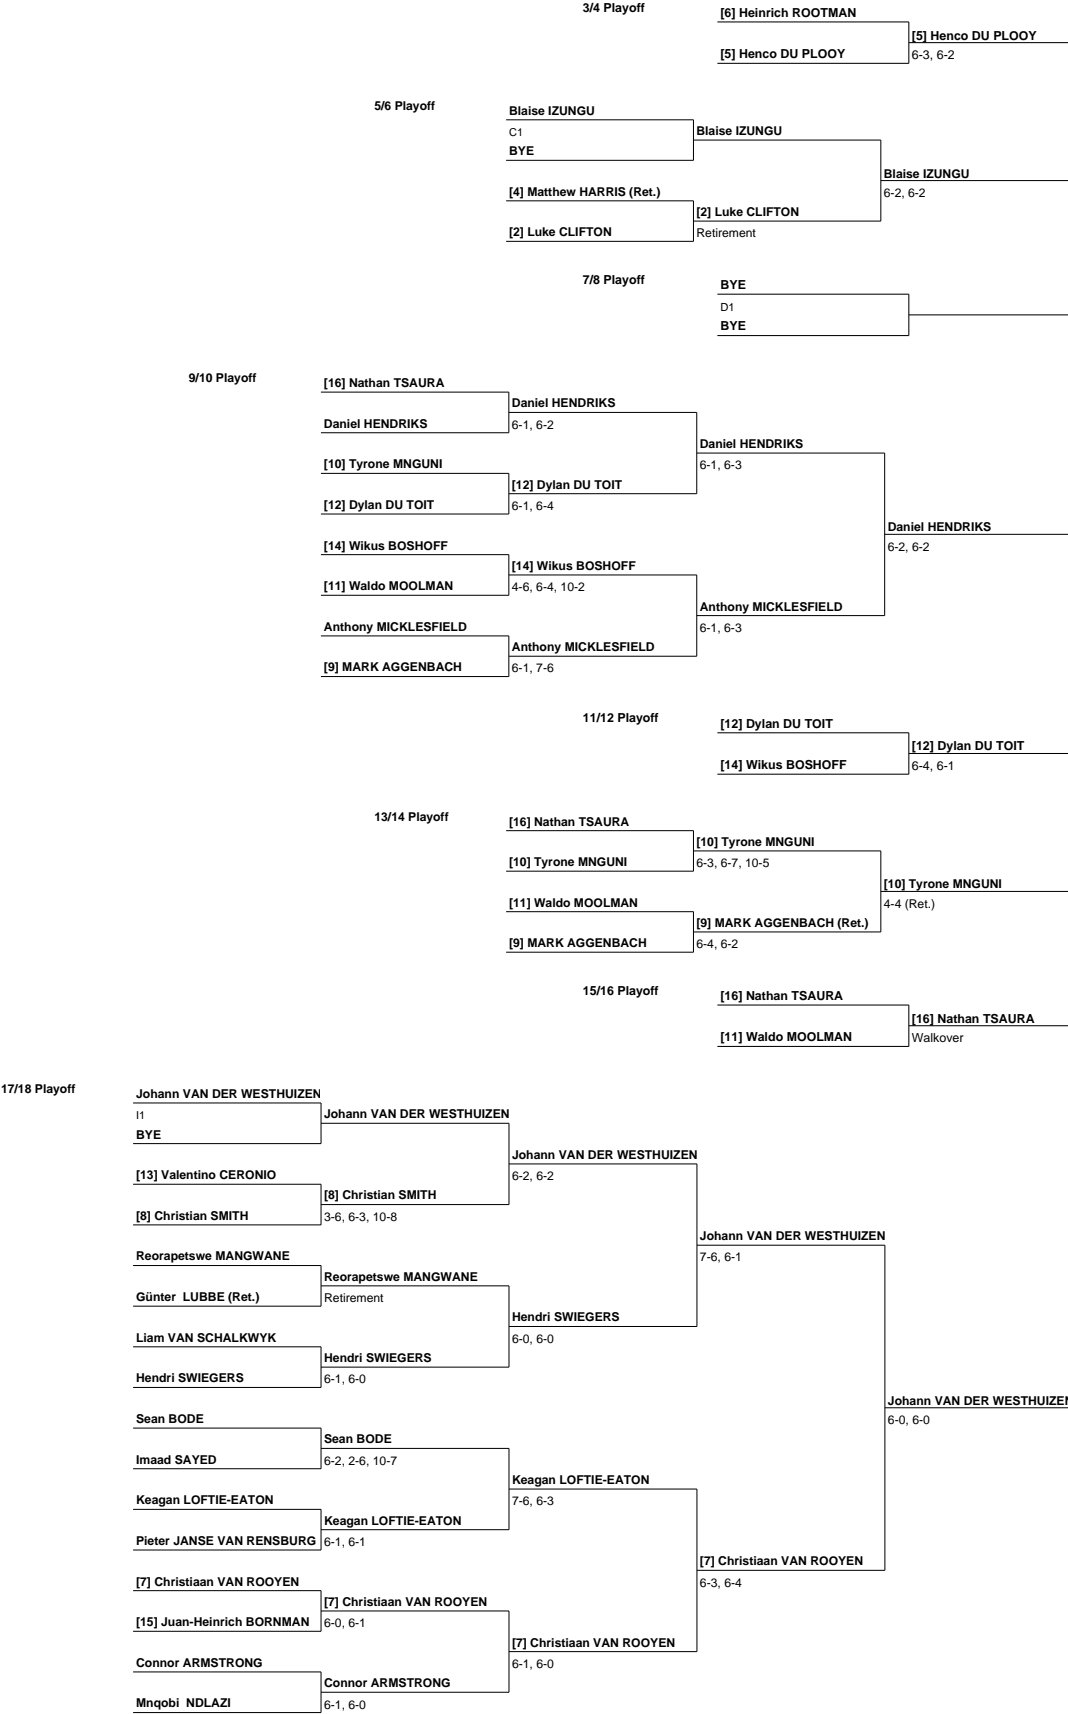 3/4 Playoff
[6] Heinrich ROOTMAN
[5] Henco DU PLOOY
[5] Henco DU PLOOY
6-3, 6-2
5/6 Playoff
Blaise IZUNGU
C1
Blaise IZUNGU
BYE
Blaise IZUNGU
[4] Matthew HARRIS (Ret.)
6-2, 6-2
[2] Luke CLIFTON
[2] Luke CLIFTON
Retirement
7/8 Playoff
BYE
D1
BYE
9/10 Playoff
[16] Nathan TSAURA
Daniel HENDRIKS
Daniel HENDRIKS
6-1, 6-2
Daniel HENDRIKS
[10] Tyrone MNGUNI
6-1, 6-3
[12] Dylan DU TOIT
[12] Dylan DU TOIT
6-1, 6-4
Daniel HENDRIKS
[14] Wikus BOSHOFF
6-2, 6-2
[14] Wikus BOSHOFF
[11] Waldo MOOLMAN
4-6, 6-4, 10-2
Anthony MICKLESFIELD
Anthony MICKLESFIELD
6-1, 6-3
Anthony MICKLESFIELD
[9] MARK AGGENBACH
6-1, 7-6
11/12 Playoff
[12] Dylan DU TOIT
[12] Dylan DU TOIT
[14] Wikus BOSHOFF
6-4, 6-1
13/14 Playoff
[16] Nathan TSAURA
[10] Tyrone MNGUNI
[10] Tyrone MNGUNI
6-3, 6-7, 10-5
[10] Tyrone MNGUNI
[11] Waldo MOOLMAN
4-4 (Ret.)
[9] MARK AGGENBACH (Ret.)
[9] MARK AGGENBACH
6-4, 6-2
15/16 Playoff
[16] Nathan TSAURA
[16] Nathan TSAURA
[11] Waldo MOOLMAN
Walkover
17/18 Playoff
Johann VAN DER WESTHUIZEN
I1
Johann VAN DER WESTHUIZEN
BYE
Johann VAN DER WESTHUIZEN
[13] Valentino CERONIO
6-2, 6-2
[8] Christian SMITH
[8] Christian SMITH
3-6, 6-3, 10-8
Johann VAN DER WESTHUIZEN
Reorapetswe MANGWANE
7-6, 6-1
Reorapetswe MANGWANE
Günter  LUBBE (Ret.)
Retirement
Hendri SWIEGERS
Liam VAN SCHALKWYK
6-0, 6-0
Hendri SWIEGERS
Hendri SWIEGERS
6-1, 6-0
Johann VAN DER WESTHUIZEN
Sean BODE
6-0, 6-0
Sean BODE
Imaad SAYED
6-2, 2-6, 10-7
Keagan LOFTIE-EATON
Keagan LOFTIE-EATON
7-6, 6-3
Keagan LOFTIE-EATON
Pieter JANSE VAN RENSBURG
6-1, 6-1
[7] Christiaan VAN ROOYEN
[7] Christiaan VAN ROOYEN
6-3, 6-4
[7] Christiaan VAN ROOYEN
[15] Juan-Heinrich BORNMAN
6-0, 6-1
[7] Christiaan VAN ROOYEN
Connor ARMSTRONG
6-1, 6-0
Connor ARMSTRONG
Mnqobi  NDLAZI
6-1, 6-0